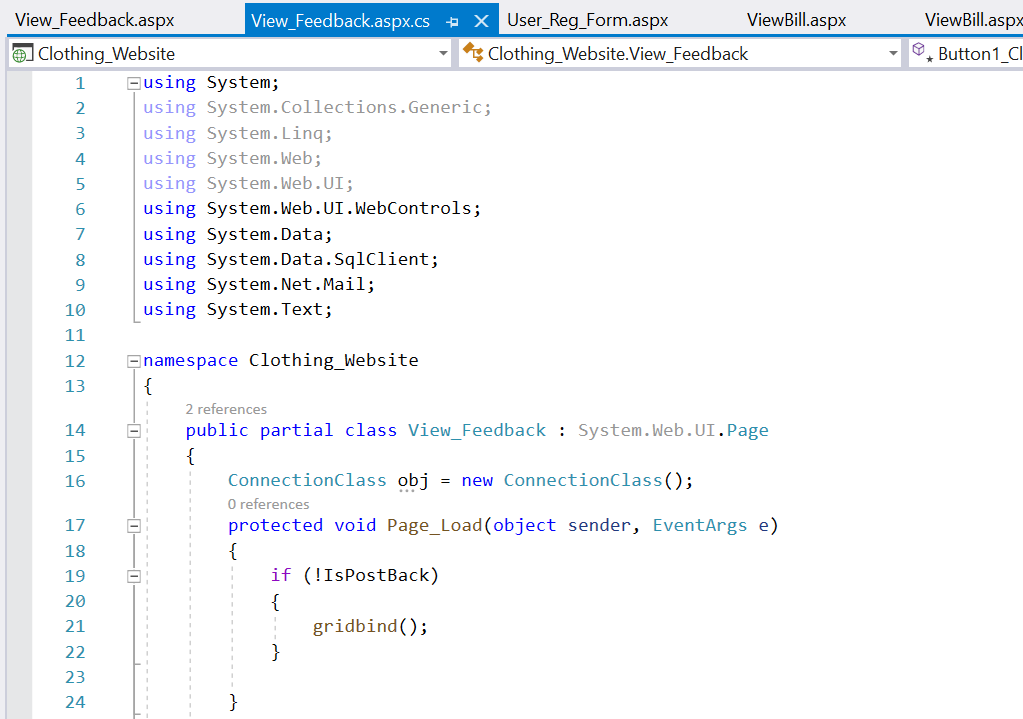 View_Feedback.aspx View_Feedback.aspx.cs User_Reg_Form.aspx ViewBill.aspx ViewBill.aspx
Clothing_Website Clothing_Website.View_Feedback Button1_Cl
1 using System;
2 using System.Collections.Generic;
3 using System.Linq;
4 using System.Web;
5 using System.Web.UI;
6 using System.Web.UI.WebControls;
7 using System.Data;
8 using System.Data.SqlClient;
9 using System.Net.Mail;
10 using System.Text;
11
12 namespace Clothing_Website
13 {
2 references
14 public partial class View_Feedback : System.Web.UI.Page
15 {
16 ConnectionClass obj = new ConnectionClass();
0 references
17 protected void Page_Load(object sender, EventArgs e)
18 {
19 if (!IsPostBack)
20 {
21 gridbind();
22 }
23
24 }